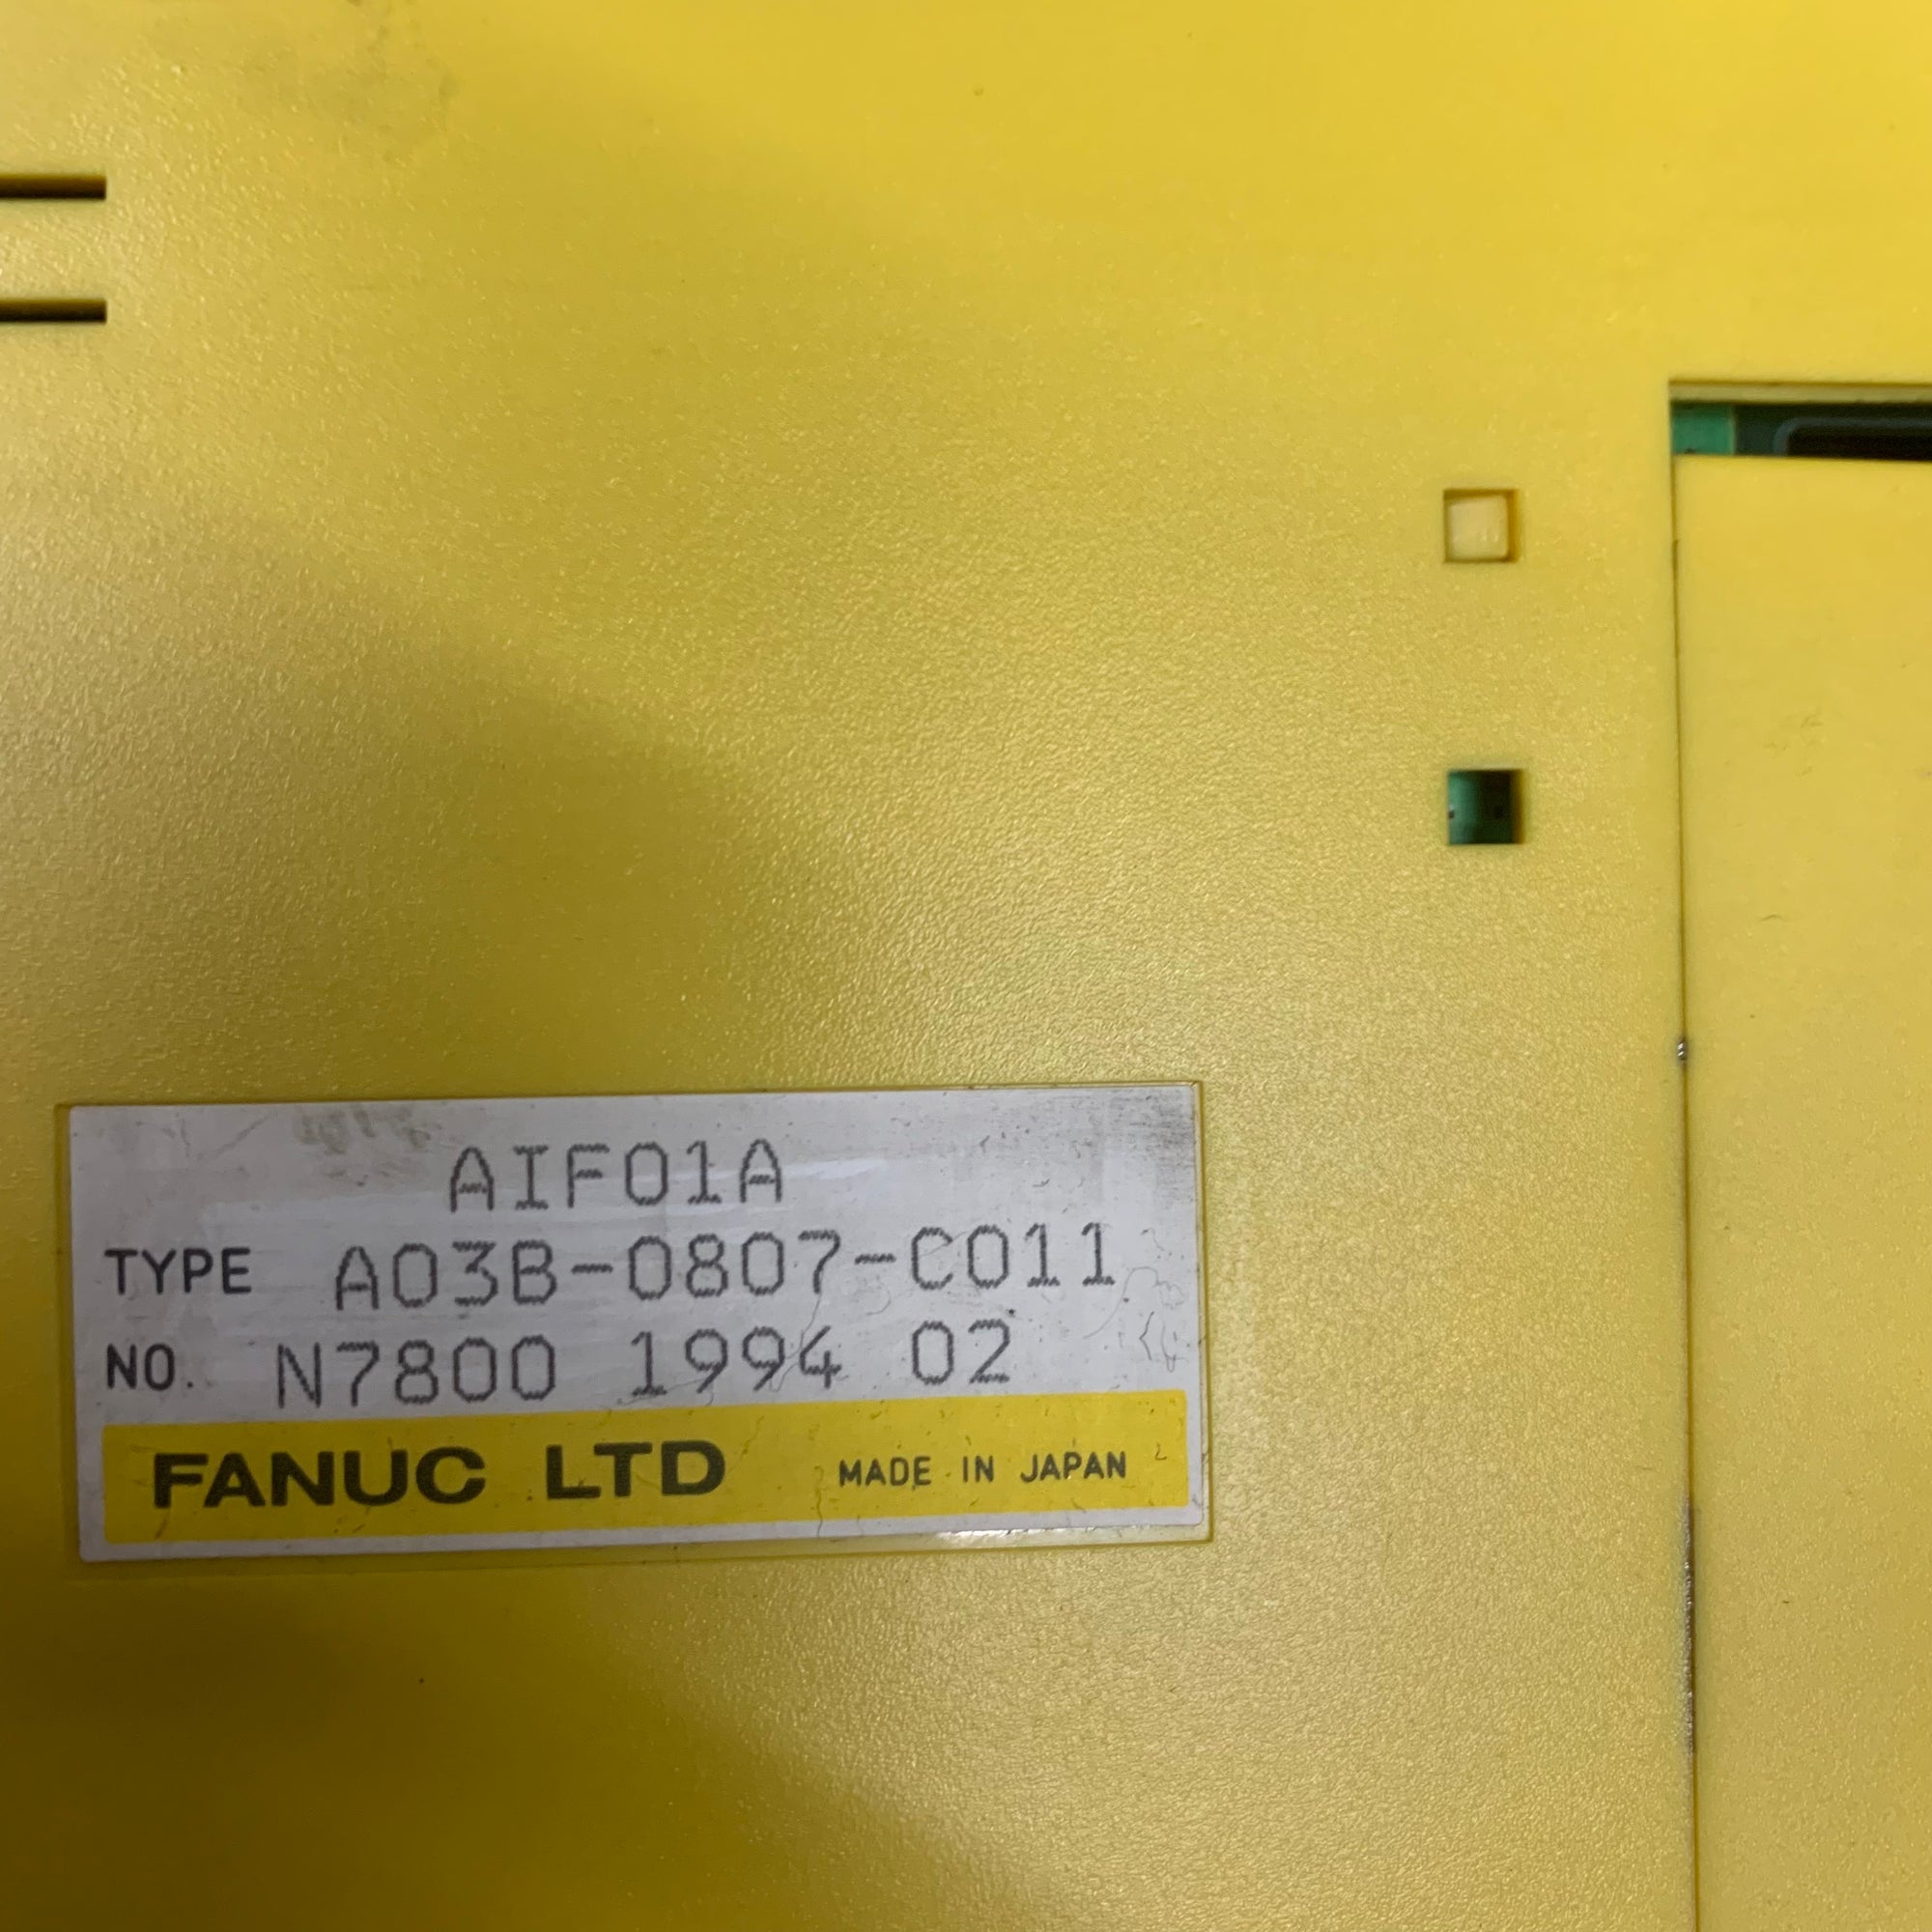 AIF01A
TYPE A03B-0807-C011
NO. N7800 1994 02
FANUC LTD MADE IN JAPAN